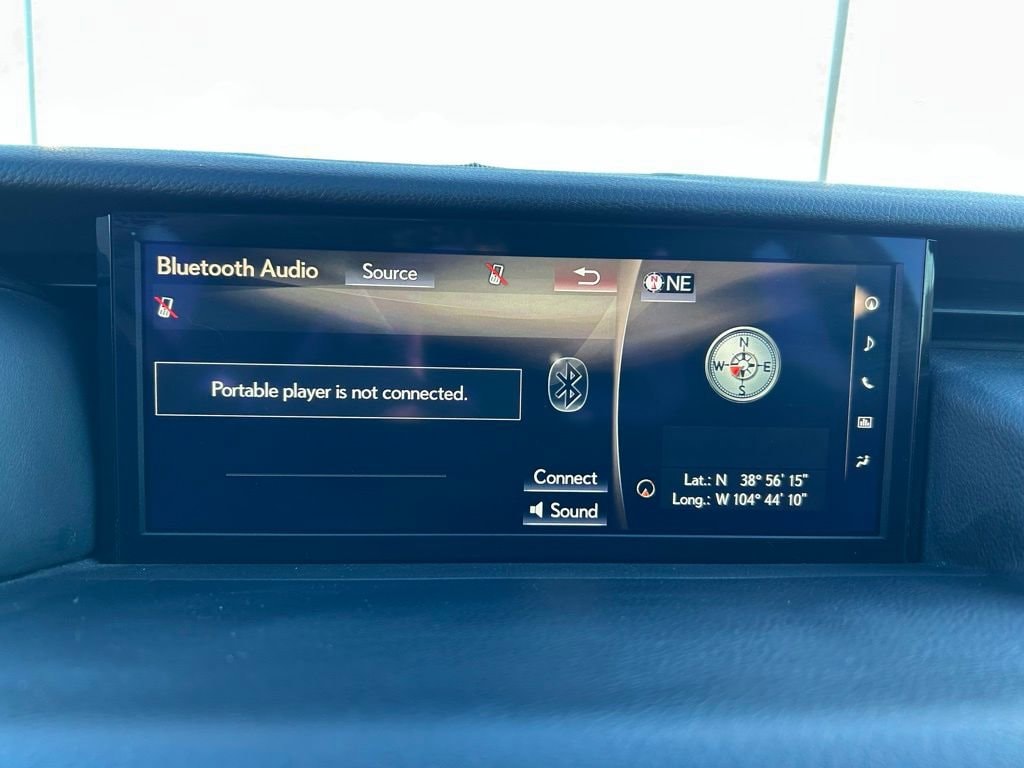 Bluetooth Audio
Source
NE
N
W E
S
Portable player is not connected.
Connect
Sound
Lat.: N 38° 56' 15"
Long.: W 104° 44' 10"